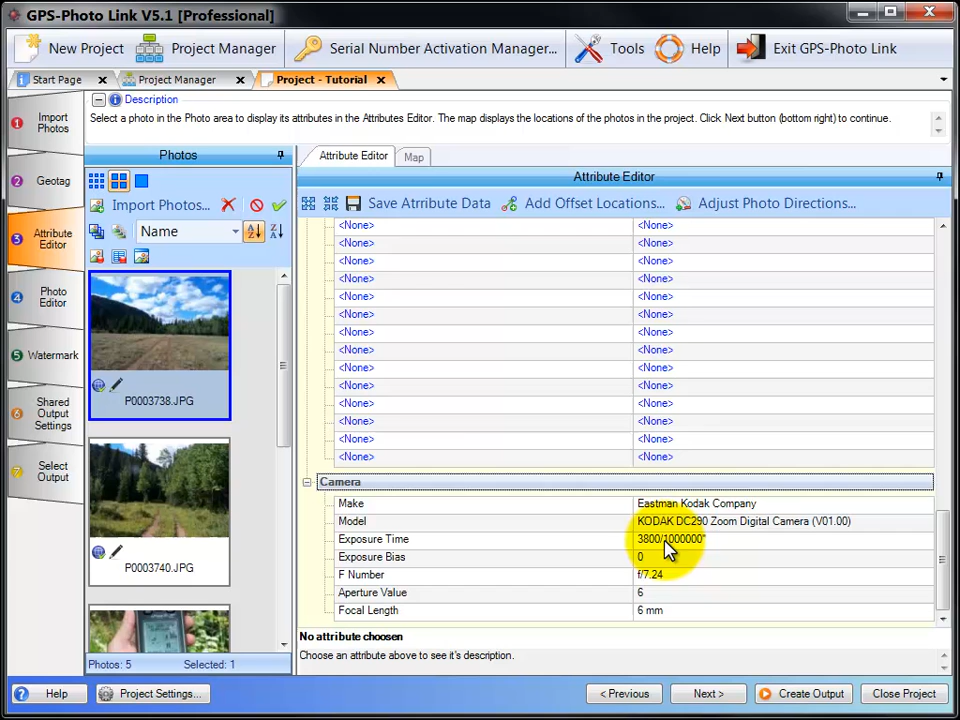 GPS-Photo Link V5.1 [Professional]
New Project
Project Manager
Serial Number Activation Manager...
Tools
Help
Exit GPS-Photo Link
Start Page
Project Manager
Project - Tutorial
1
Import Photos
2
Geotag
3
Attribute Editor
4
Photo Editor
5
Watermark
6
Shared Output Settings
7
Select Output
Description
Select a photo in the Photo area to display its attributes in the Attributes Editor. The map displays the locations of the photos in the project. Click Next button (bottom right) to continue.
Photos
Import Photos...
Name
P0003738.JPG
P0003740.JPG
Photos: 5
Selected: 1
Attribute Editor
Map
Attribute Editor
Save Attribute Data
Add Offset Locations...
Adjust Photo Directions...
<None> <None>
<None> <None>
<None> <None>
<None> <None>
<None> <None>
<None> <None>
<None> <None>
<None> <None>
<None> <None>
<None> <None>
<None> <None>
<None> <None>
<None> <None>
<None> <None>
Camera
Make Eastman Kodak Company
Model KODAK DC290 Zoom Digital Camera (V01.00)
Exposure Time 3800/1000000"
Exposure Bias 0
F Number f/7.24
Aperture Value 6
Focal Length 6 mm
No attribute choosen
Choose an attribute above to see it's description.
Help
Project Settings...
< Previous
Next >
Create Output
Close Project